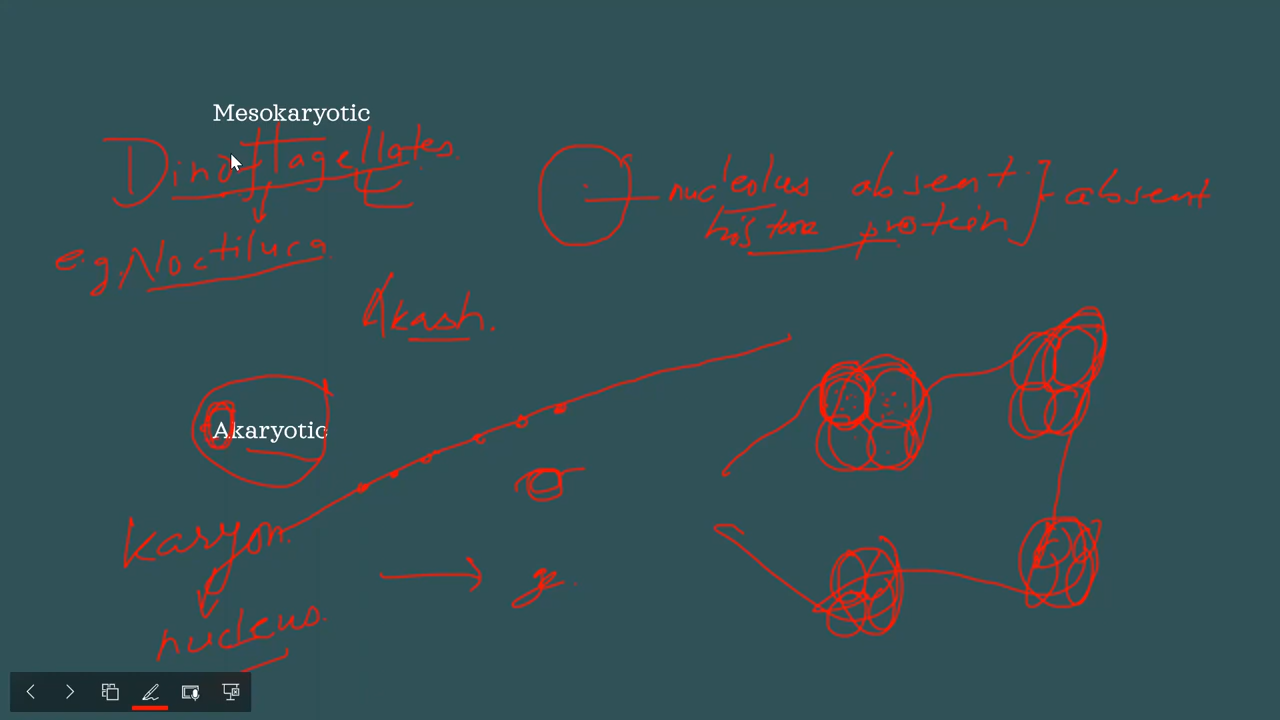 Mesokaryotic
Dinoflagellates.
nucleolus absent.
histone protein
absent
e.g. Noctiluca
Akash.
Akaryotic
karyon.
nucleus.